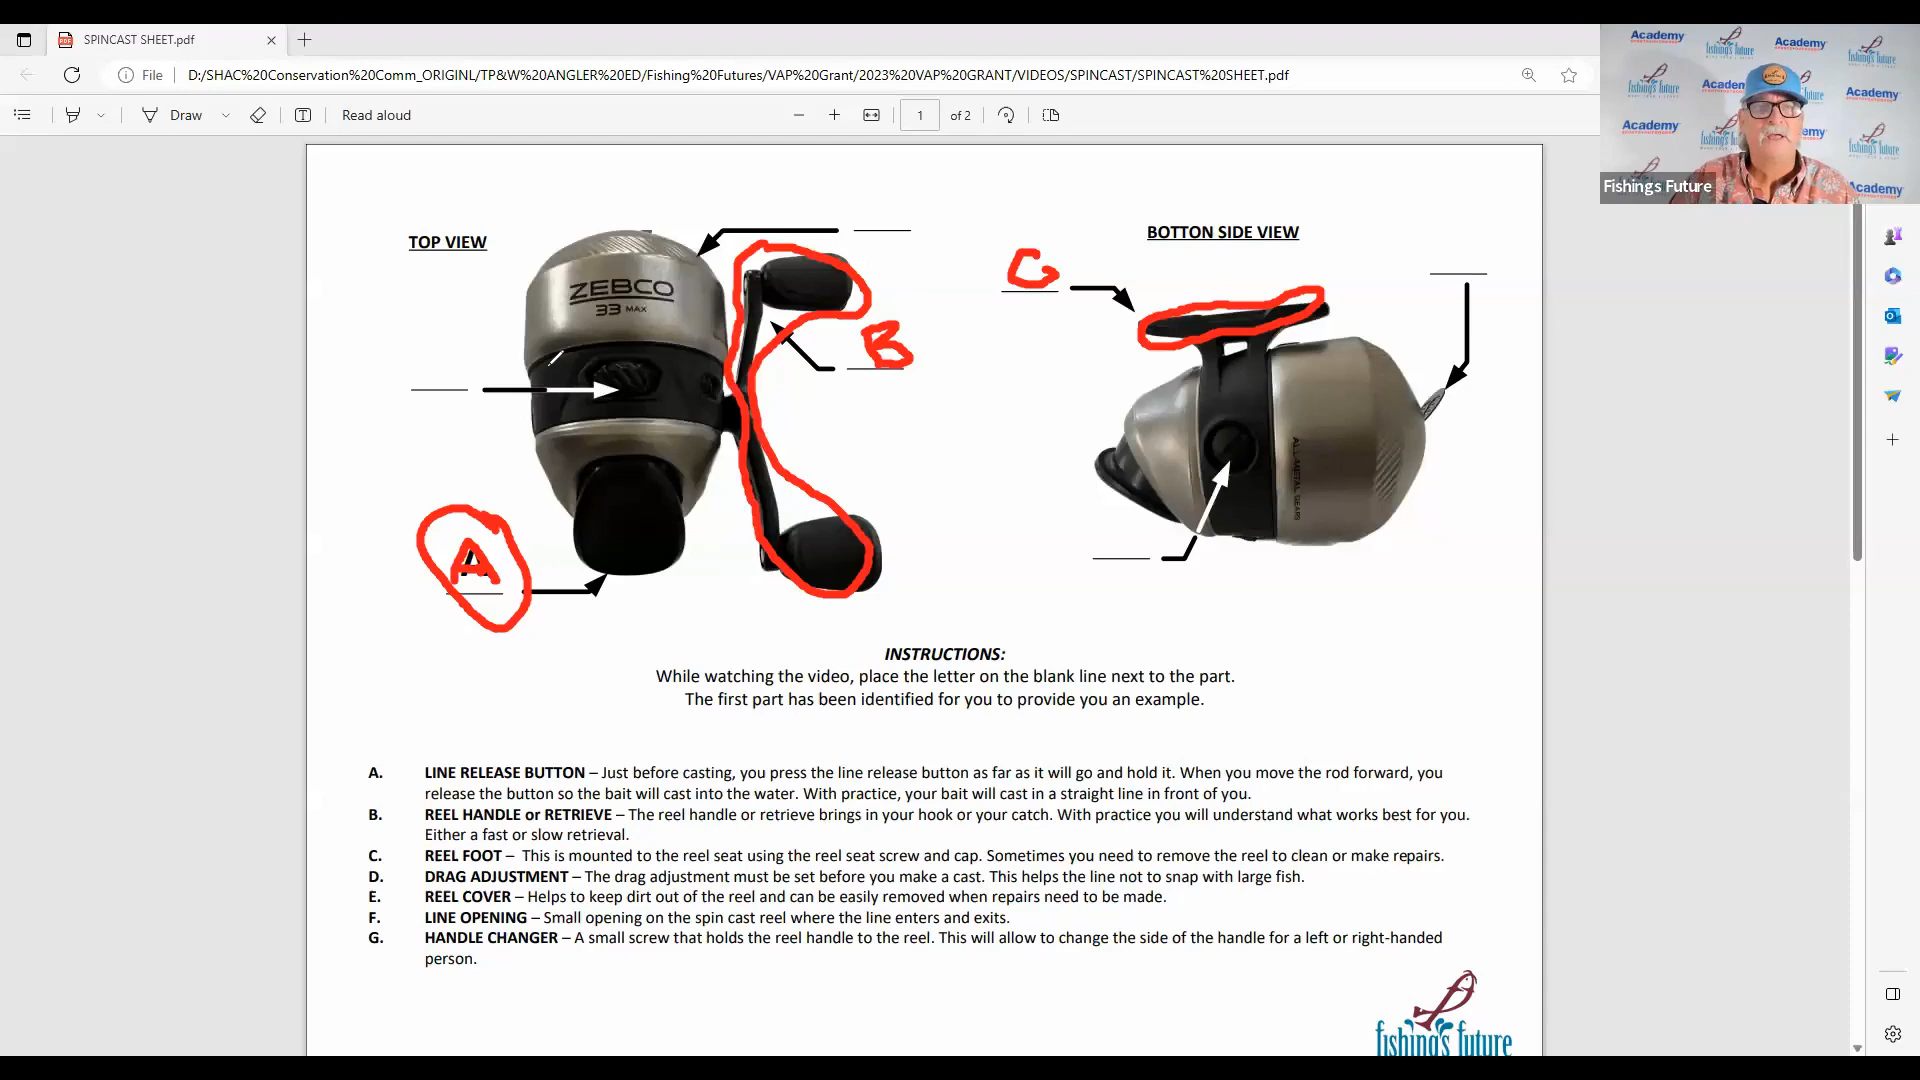 SPINCAST SHEET.pdf
File D:/SHAC%20Conservation%20Comm_ORIGINL/TP&W%20ANGLER%20ED/Fishing%20Futures/VAP%20Grant/2023%20VAP%20GRANT/VIDEOS/SPINCAST/SPINCAST%20SHEET.pdf
Draw
Read aloud
1 of 2
Academy
fishing's future
Academy
fishing's future
Academy
Academy
Academy
Fishings Future
Academy
TOP VIEW
BOTTON SIDE VIEW
C
ZEBCO
33 MAX
B
ALL-METAL GEARS
A
INSTRUCTIONS:
While watching the video, place the letter on the blank line next to the part.
The first part has been identified for you to provide you an example.
A. LINE RELEASE BUTTON – Just before casting, you press the line release button as far as it will go and hold it. When you move the rod forward, you
release the button so the bait will cast into the water. With practice, your bait will cast in a straight line in front of you.
B. REEL HANDLE or RETRIEVE – The reel handle or retrieve brings in your hook or your catch. With practice you will understand what works best for you.
Either a fast or slow retrieval.
C. REEL FOOT – This is mounted to the reel seat using the reel seat screw and cap. Sometimes you need to remove the reel to clean or make repairs.
D. DRAG ADJUSTMENT – The drag adjustment must be set before you make a cast. This helps the line not to snap with large fish.
E. REEL COVER – Helps to keep dirt out of the reel and can be easily removed when repairs need to be made.
F. LINE OPENING – Small opening on the spin cast reel where the line enters and exits.
G. HANDLE CHANGER – A small screw that holds the reel handle to the reel. This will allow to change the side of the handle for a left or right-handed
person.
fishing's future